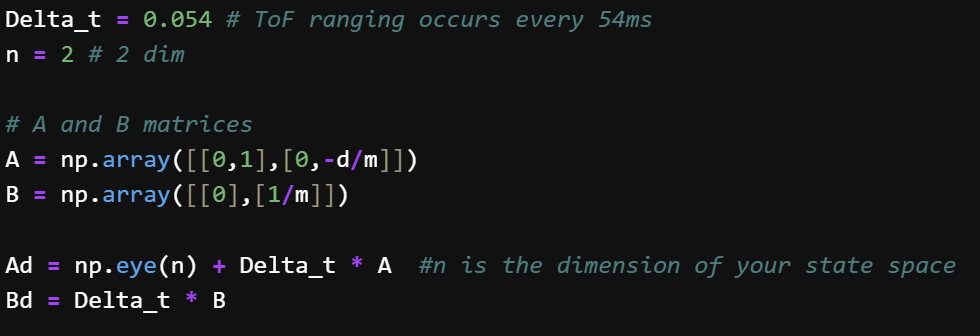 Delta_t = 0.054 # ToF ranging occurs every 54ms
n = 2 # 2 dim
# A and B matrices
A = np.array([[0,1],[0,-d/m]])
B = np.array([[0],[1/m]])
Ad = np.eye(n) + Delta_t * A  #n is the dimension of your state space
Bd = Delta_t * B